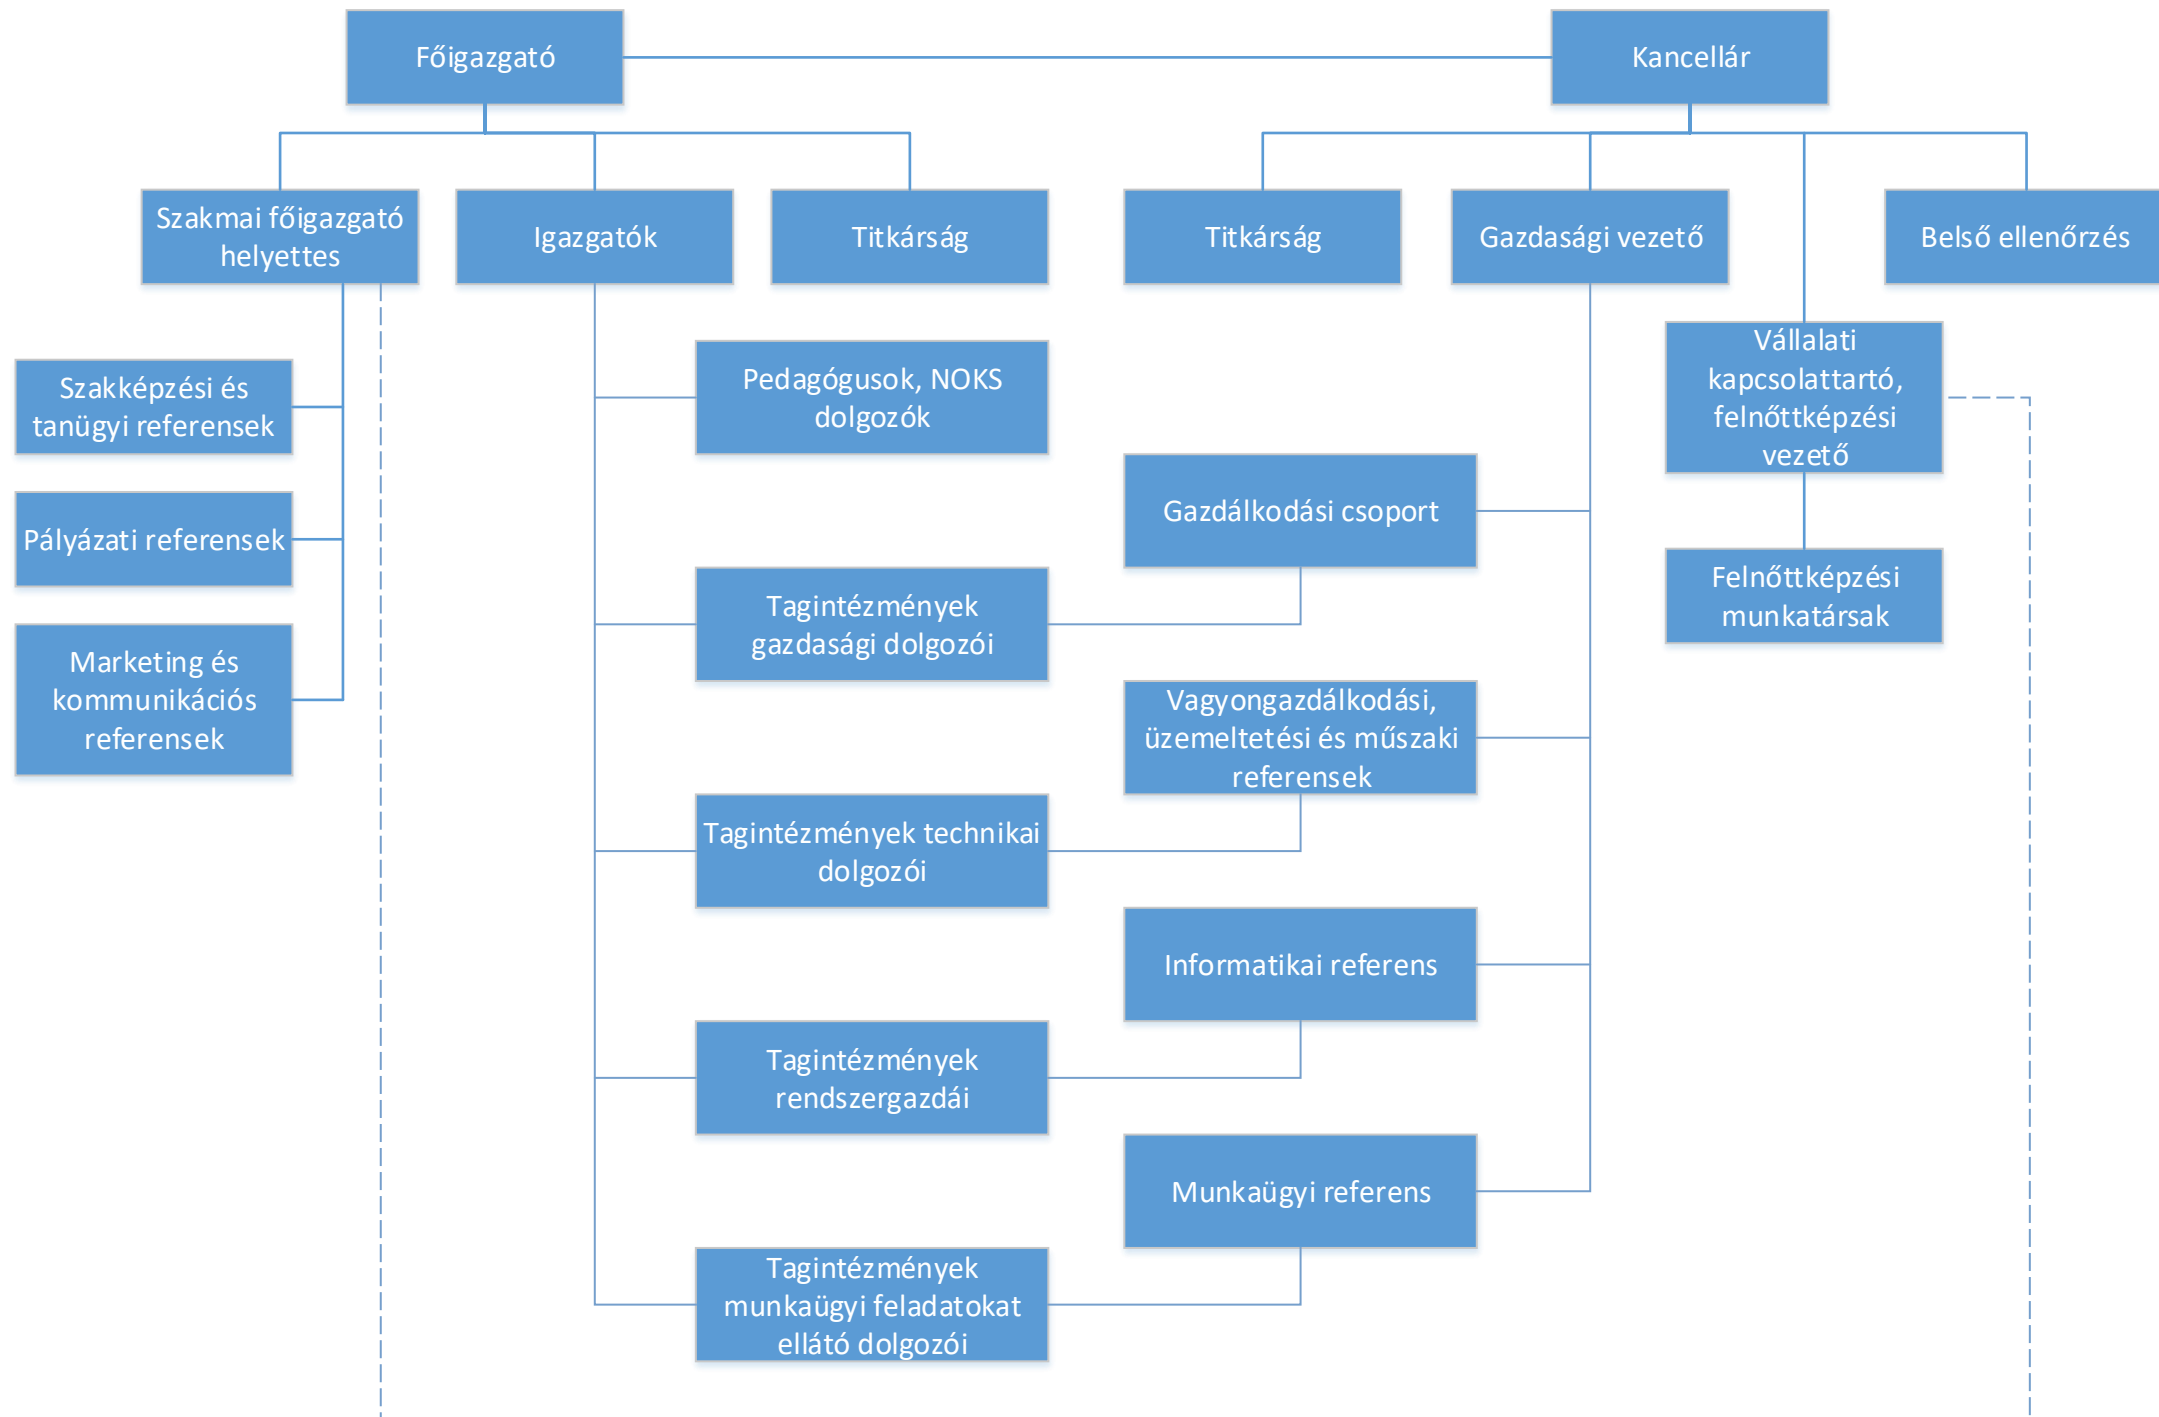 Főigazgató
Kancellár
Szakmai főigazgató
helyettes
Igazgatók
Titkárság
Titkárság
Gazdasági vezető
Belső ellenőrzés
Vállalati
kapcsolattartó,
felnőttképzési
vezető
Szakképzési és
tanügyi referensek
Pedagógusok, NOKS
dolgozók
Gazdálkodási csoport
Pályázati referensek
Felnőttképzési
munkatársak
Tagintézmények
gazdasági dolgozói
Marketing és
kommunikációs
referensek
Vagyongazdálkodási,
üzemeltetési és műszaki
referensek
Tagintézmények technikai
dolgozói
Informatikai referens
Tagintézmények
rendszergazdái
Munkaügyi referens
Tagintézmények
munkaügyi feladatokat
ellátó dolgozói